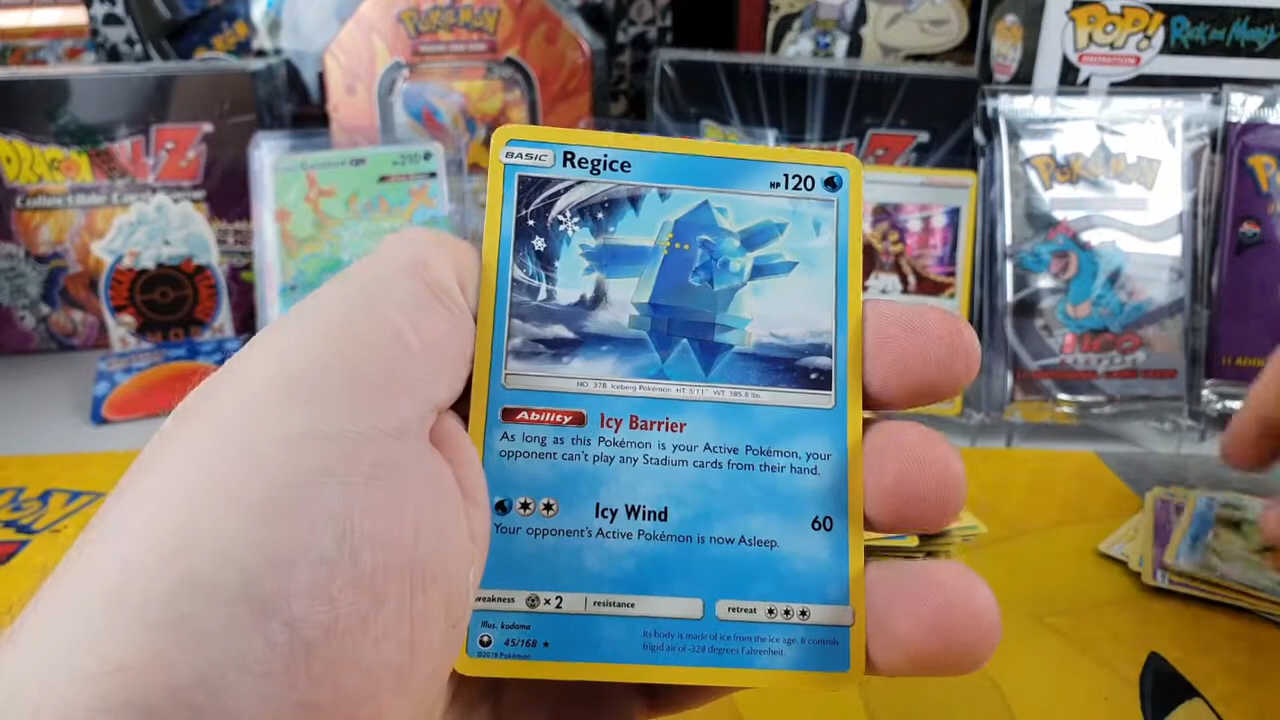 POKÉMON
POP!
Rick and Morty
DRAGON BALL Z
Z
POKÉMON
BASIC Regice HP 120
NO. 378 Iceberg Pokémon HT: 5'11" WT: 385.8 lbs.
Ability Icy Barrier
As long as this Pokémon is your Active Pokémon, your
opponent can't play any Stadium cards from their hand.
Icy Wind 60
Your opponent's Active Pokémon is now Asleep.
weakness ×2 resistance retreat
Illus. kodama
45/168 ★
©2018 Pokémon
Its body is made of ice from the ice age. It controls
frigid air of -328 degrees Fahrenheit.